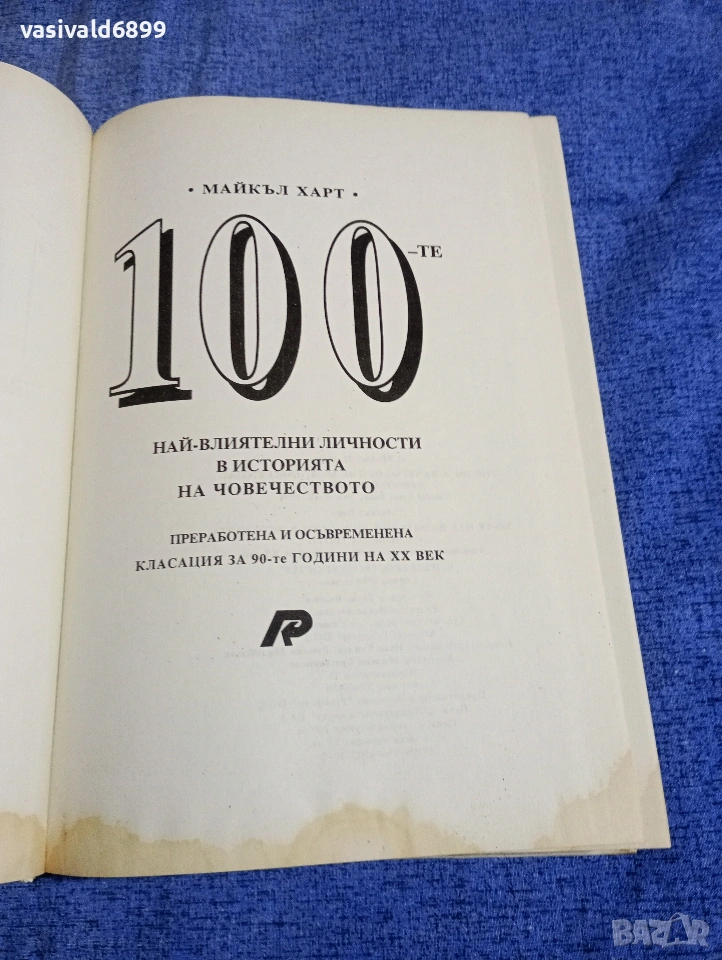 vasivald6899
• МАЙКЪЛ ХАРТ •
100-ТЕ
НАЙ-ВЛИЯТЕЛНИ ЛИЧНОСТИ
В ИСТОРИЯТА
НА ЧОВЕЧЕСТВОТО
ПРЕРАБОТЕНА И ОСЪВРЕМЕНЕНА
КЛАСАЦИЯ ЗА 90-те ГОДИНИ НА XX ВЕК
BAZAR